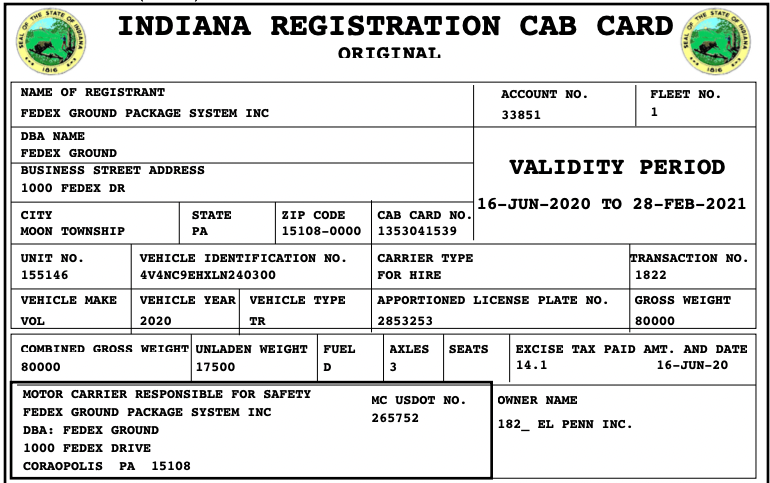 INDIANA REGISTRATION CAB CARD
ORIGINAL
SEAL OF THE STATE OF INDIANA
1816
SEAL OF THE STATE OF INDIANA
1816
NAME OF REGISTRANT
FEDEX GROUND PACKAGE SYSTEM INC
ACCOUNT NO.
33851
FLEET NO.
1
DBA NAME
FEDEX GROUND
BUSINESS STREET ADDRESS
1000 FEDEX DR
VALIDITY PERIOD
16-JUN-2020 TO 28-FEB-2021
CITY
MOON TOWNSHIP
STATE
PA
ZIP CODE
15108-0000
CAB CARD NO.
1353041539
UNIT NO.
155146
VEHICLE IDENTIFICATION NO.
4V4NC9EHXLN240300
CARRIER TYPE
FOR HIRE
TRANSACTION NO.
1822
VEHICLE MAKE
VOL
VEHICLE YEAR
2020
VEHICLE TYPE
TR
APPORTIONED LICENSE PLATE NO.
2853253
GROSS WEIGHT
80000
COMBINED GROSS WEIGHT
80000
UNLADEN WEIGHT
17500
FUEL
D
AXLES
3
SEATS
EXCISE TAX PAID AMT. AND DATE
14.1 16-JUN-20
MOTOR CARRIER RESPONSIBLE FOR SAFETY
FEDEX GROUND PACKAGE SYSTEM INC
DBA: FEDEX GROUND
1000 FEDEX DRIVE
CORAOPOLIS PA 15108
MC USDOT NO.
265752
OWNER NAME
182_ EL PENN INC.